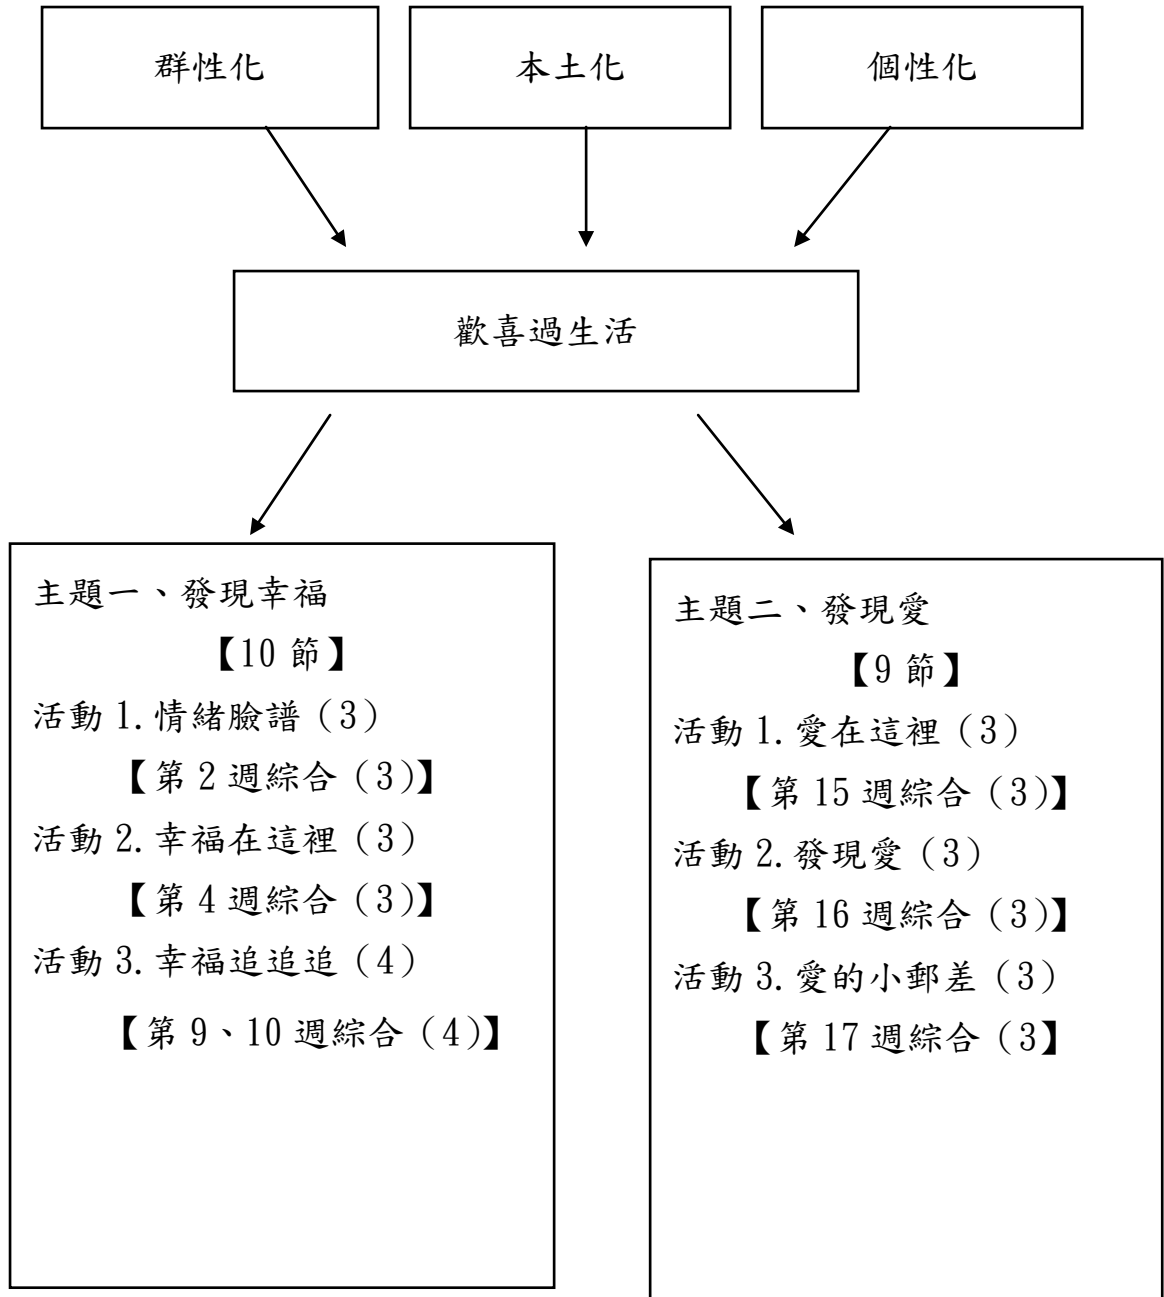 群性化
本土化
個性化
歡喜過生活
主題一、發現幸福
【10 節】
活動 1.情緒臉譜（3）
【第 2 週綜合（3）】
活動 2.幸福在這裡（3）
【第 4 週綜合（3）】
活動 3.幸福追追追（4）
【第 9、10 週綜合（4）】
主題二、發現愛
【9 節】
活動 1.愛在這裡（3）
【第 15 週綜合（3）】
活動 2.發現愛（3）
【第 16 週綜合（3）】
活動 3.愛的小郵差（3）
【第 17 週綜合（3】